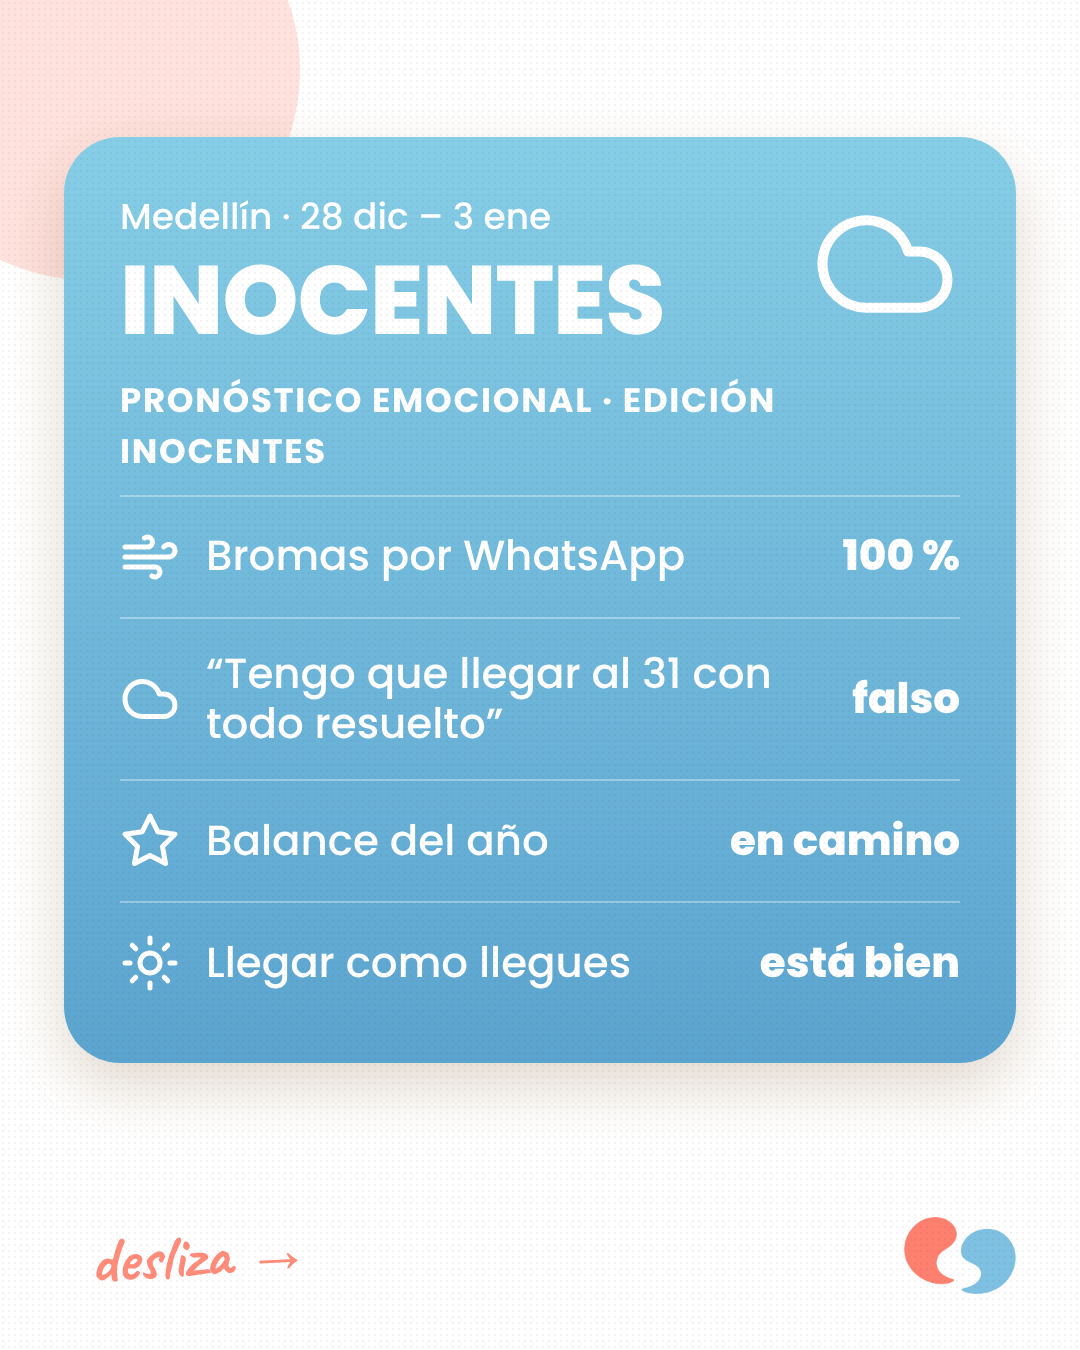 Medellín · 28 dic – 3 ene
INOCENTES
PRONÓSTICO EMOCIONAL · EDICIÓN
INOCENTES
Bromas por WhatsApp 100 %
“Tengo que llegar al 31 con
todo resuelto” falso
Balance del año en camino
Llegar como llegues está bien
desliza →